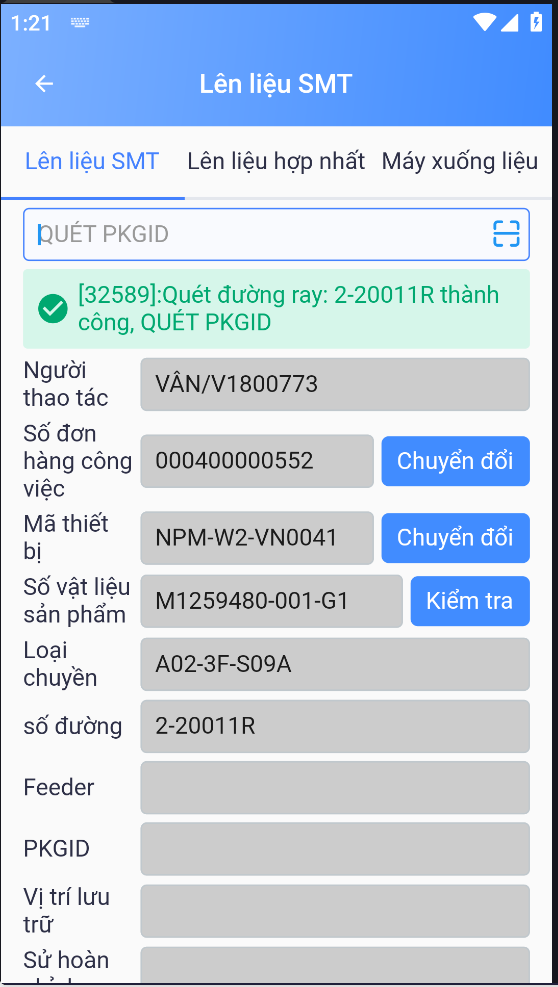 1:21
Lên liệu SMT
Lên liệu SMT Lên liệu hợp nhất Máy xuống liệu
QUÉT PKGID
[32589]:Quét đường ray: 2-20011R thành
công, QUÉT PKGID
Người
thao tác
VÂN/V1800773
Số đơn
hàng công
việc
000400000552
Chuyển đổi
Mã thiết
bị
NPM-W2-VN0041
Chuyển đổi
Số vật liệu
sản phẩm
M1259480-001-G1
Kiểm tra
Loại
chuyền
A02-3F-S09A
số đường
2-20011R
Feeder
PKGID
Vị trí lưu
trữ
Sử hoàn